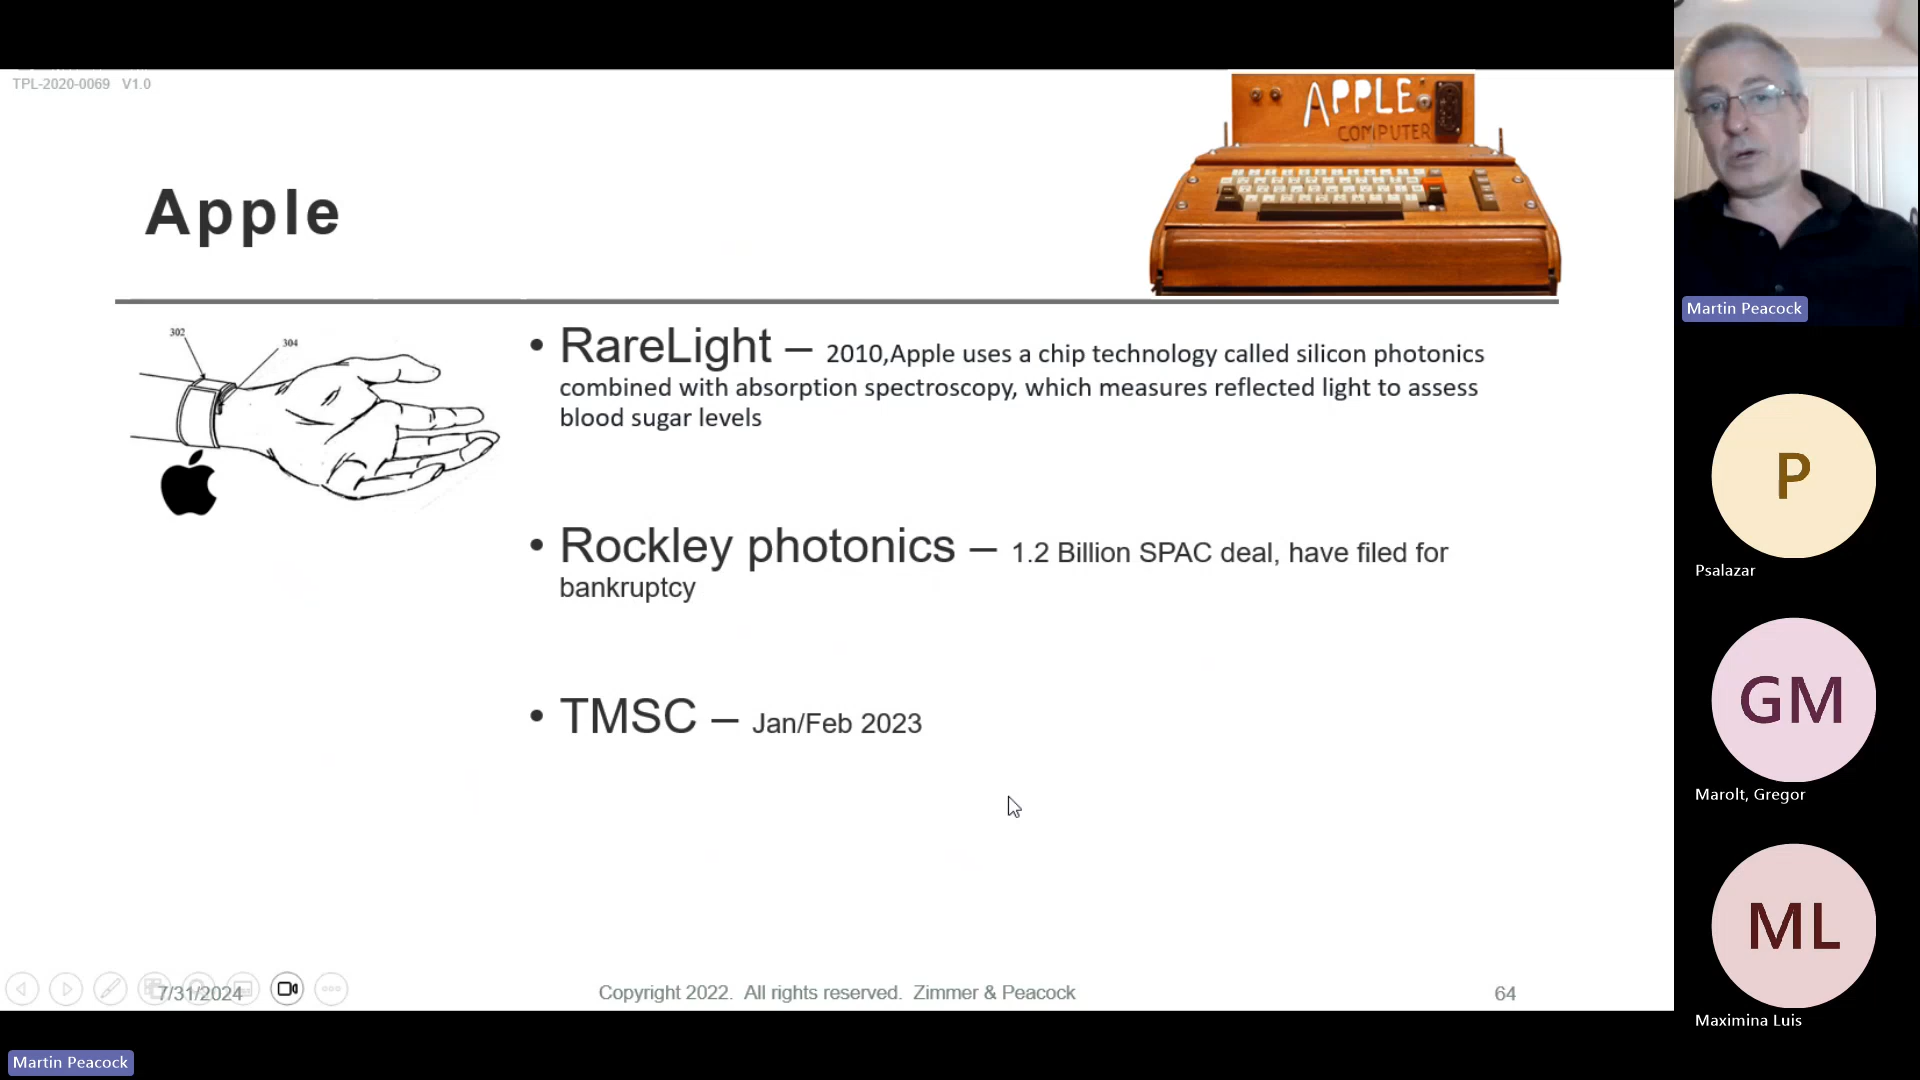 TPL-2020-0069 V1.0
APPLE
COMPUTER
Apple
302
304
• RareLight – 2010,Apple uses a chip technology called silicon photonics
combined with absorption spectroscopy, which measures reflected light to assess
blood sugar levels
• Rockley photonics – 1.2 Billion SPAC deal, have filed for
bankruptcy
• TMSC – Jan/Feb 2023
7/31/2024
Copyright 2022. All rights reserved. Zimmer & Peacock
64
Martin Peacock
Martin Peacock
P
Psalazar
GM
Marolt, Gregor
ML
Maximina Luis